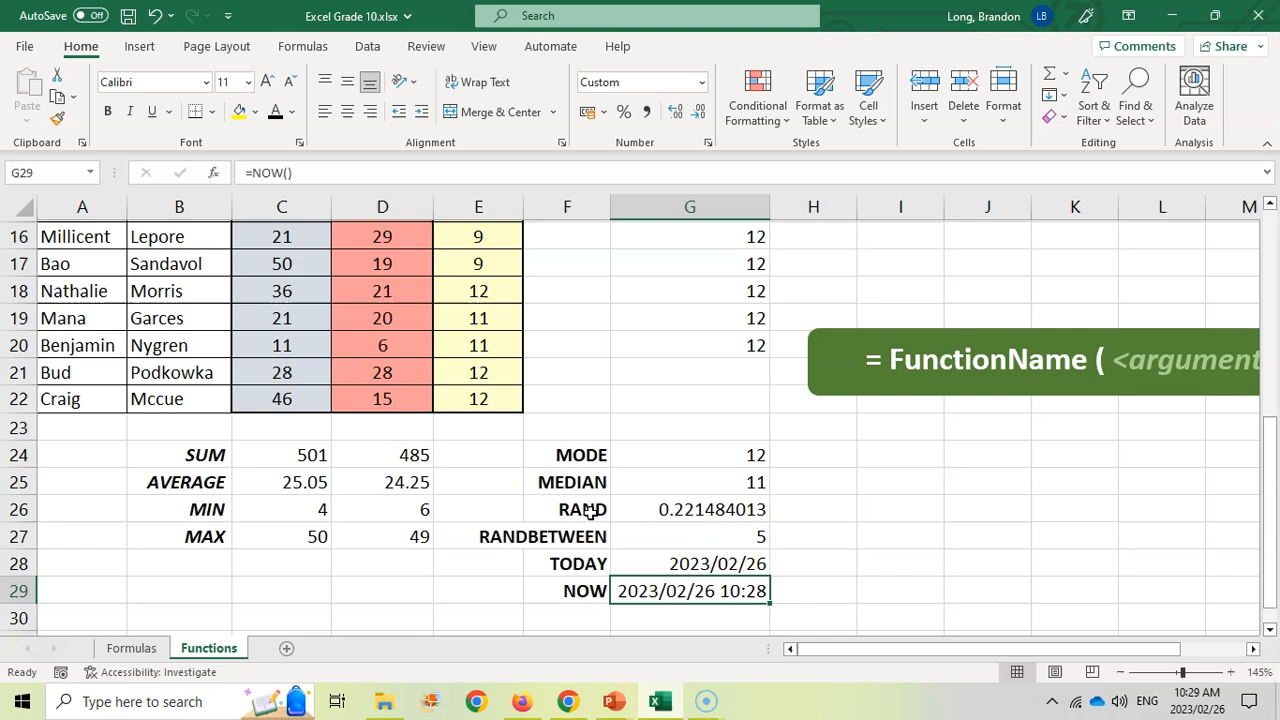 AutoSave Off Excel Grade 10.xlsx Search Long, Brandon LB
File Home Insert Page Layout Formulas Data Review View Automate Help Comments Share
Paste Calibri 11 Wrap Text Custom Conditional Formatting Format as Table Cell Styles Insert Delete Format Sort & Filter Find & Select Analyze Data
B I U Merge & Center
Clipboard Font Alignment Number Styles Cells Editing Analysis
G29 fx =NOW()
A B C D E F G H I J K L M
16 Millicent Lepore 21 29 9 12
17 Bao Sandavol 50 19 9 12
18 Nathalie Morris 36 21 12 12
19 Mana Garces 21 20 11 12
20 Benjamin Nygren 11 6 11 12
= FunctionName ( <argument
21 Bud Podkowka 28 28 12
22 Craig Mccue 46 15 12
23
24 SUM 501 485 MODE 12
25 AVERAGE 25.05 24.25 MEDIAN 11
26 MIN 4 6 RAND 0.221484013
27 MAX 50 49 RANDBETWEEN 5
28 TODAY 2023/02/26
29 NOW 2023/02/26 10:28
30
Formulas Functions
Ready Accessibility: Investigate 145%
Type here to search ENG 10:29 AM
2023/02/26